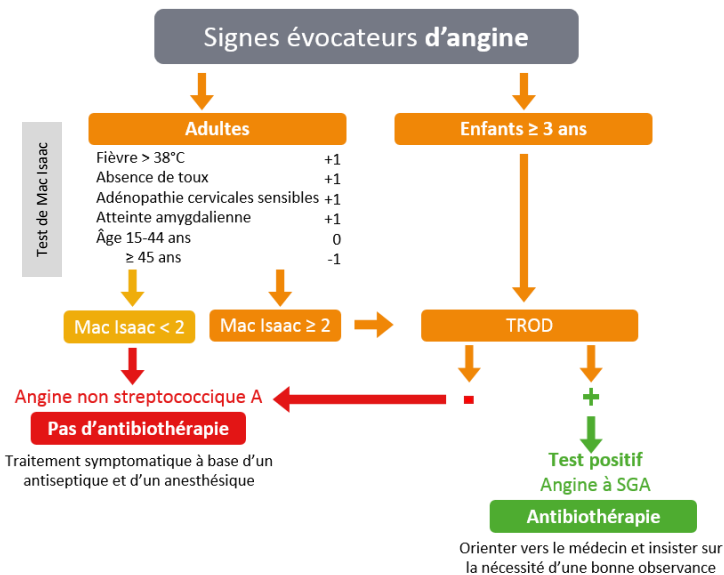 Signes évocateurs d'angine
Adultes
Enfants ≥ 3 ans
Test de Mac Isaac
Fièvre > 38°C +1
Absence de toux +1
Adénopathie cervicales sensibles +1
Atteinte amygdalienne +1
Âge 15-44 ans 0
≥ 45 ans -1
Mac Isaac < 2
Mac Isaac ≥ 2
TROD
-
+
Angine non streptococcique A
Pas d'antibiothérapie
Traitement symptomatique à base d'un
antiseptique et d'un anesthésique
Test positif
Angine à SGA
Antibiothérapie
Orienter vers le médecin et insister sur
la nécessité d'une bonne observance